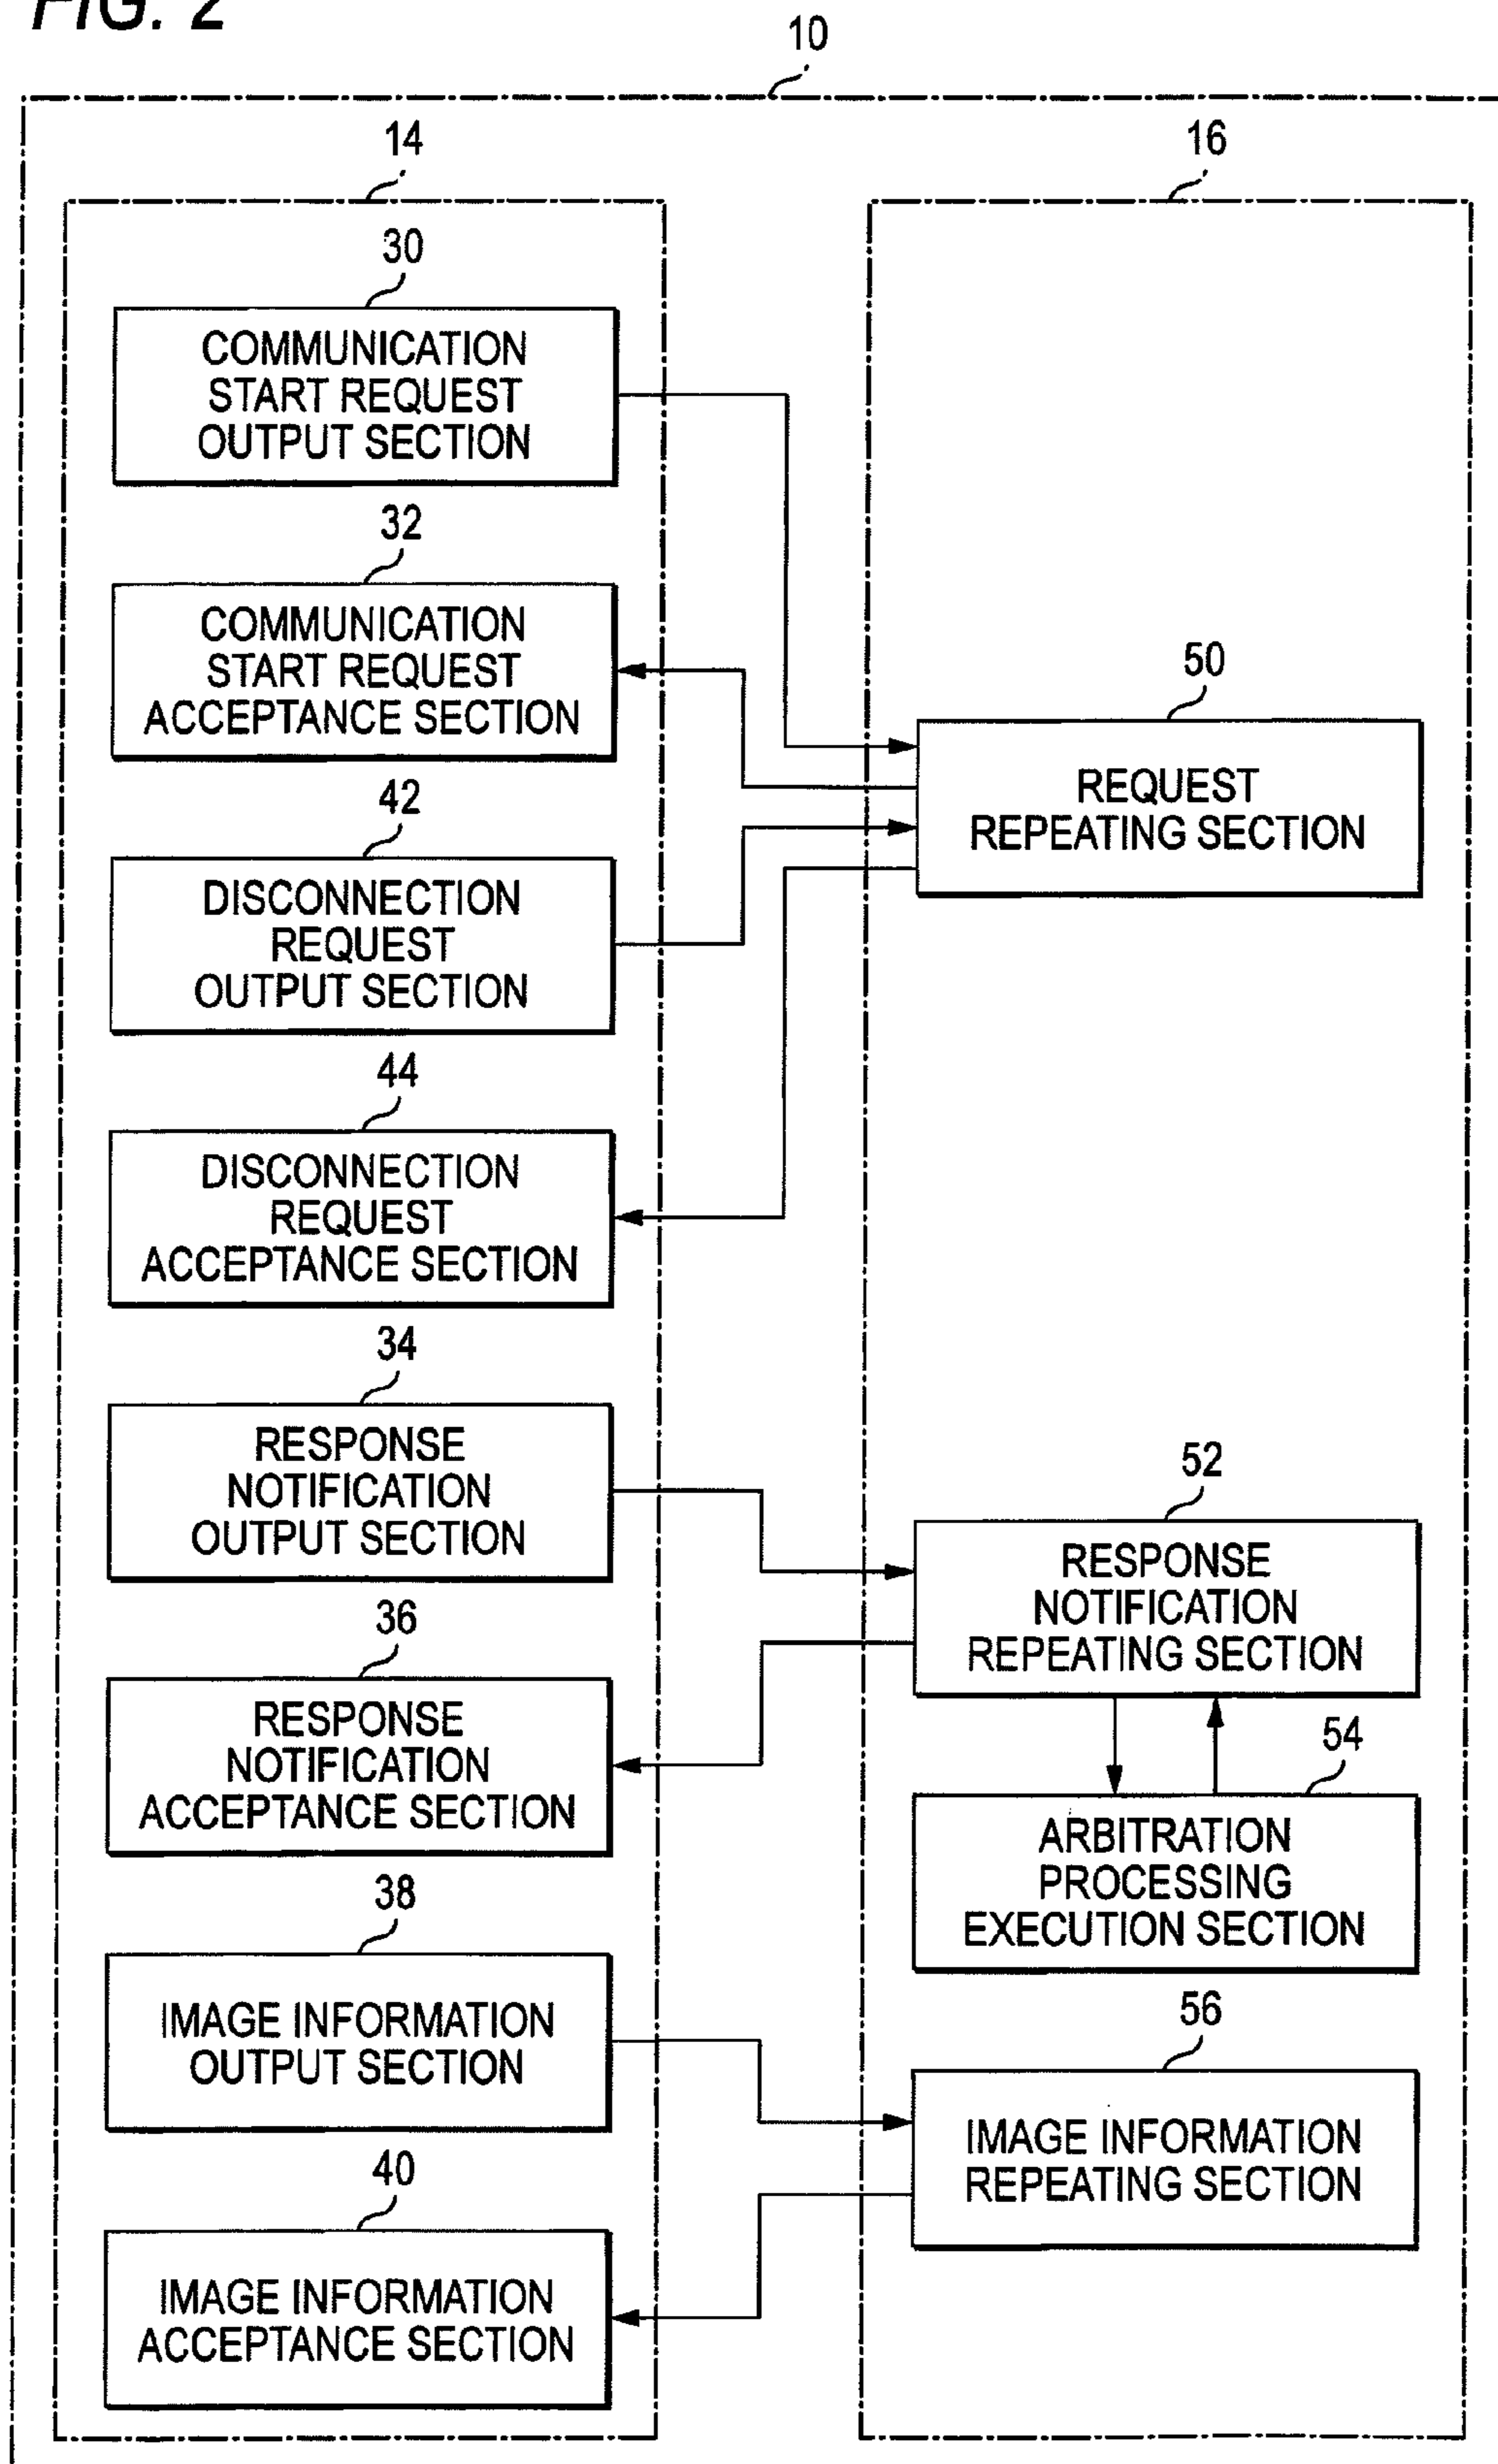 FIG. 2
10
14
16
30
COMMUNICATION
START REQUEST
OUTPUT SECTION
32
COMMUNICATION
START REQUEST
ACCEPTANCE SECTION
50
REQUEST
REPEATING SECTION
42
DISCONNECTION
REQUEST
OUTPUT SECTION
44
DISCONNECTION
REQUEST
ACCEPTANCE SECTION
34
RESPONSE
NOTIFICATION
OUTPUT SECTION
52
RESPONSE
NOTIFICATION
REPEATING SECTION
36
RESPONSE
NOTIFICATION
ACCEPTANCE SECTION
54
ARBITRATION
PROCESSING
EXECUTION SECTION
38
IMAGE INFORMATION
OUTPUT SECTION
56
IMAGE INFORMATION
REPEATING SECTION
40
IMAGE INFORMATION
ACCEPTANCE SECTION